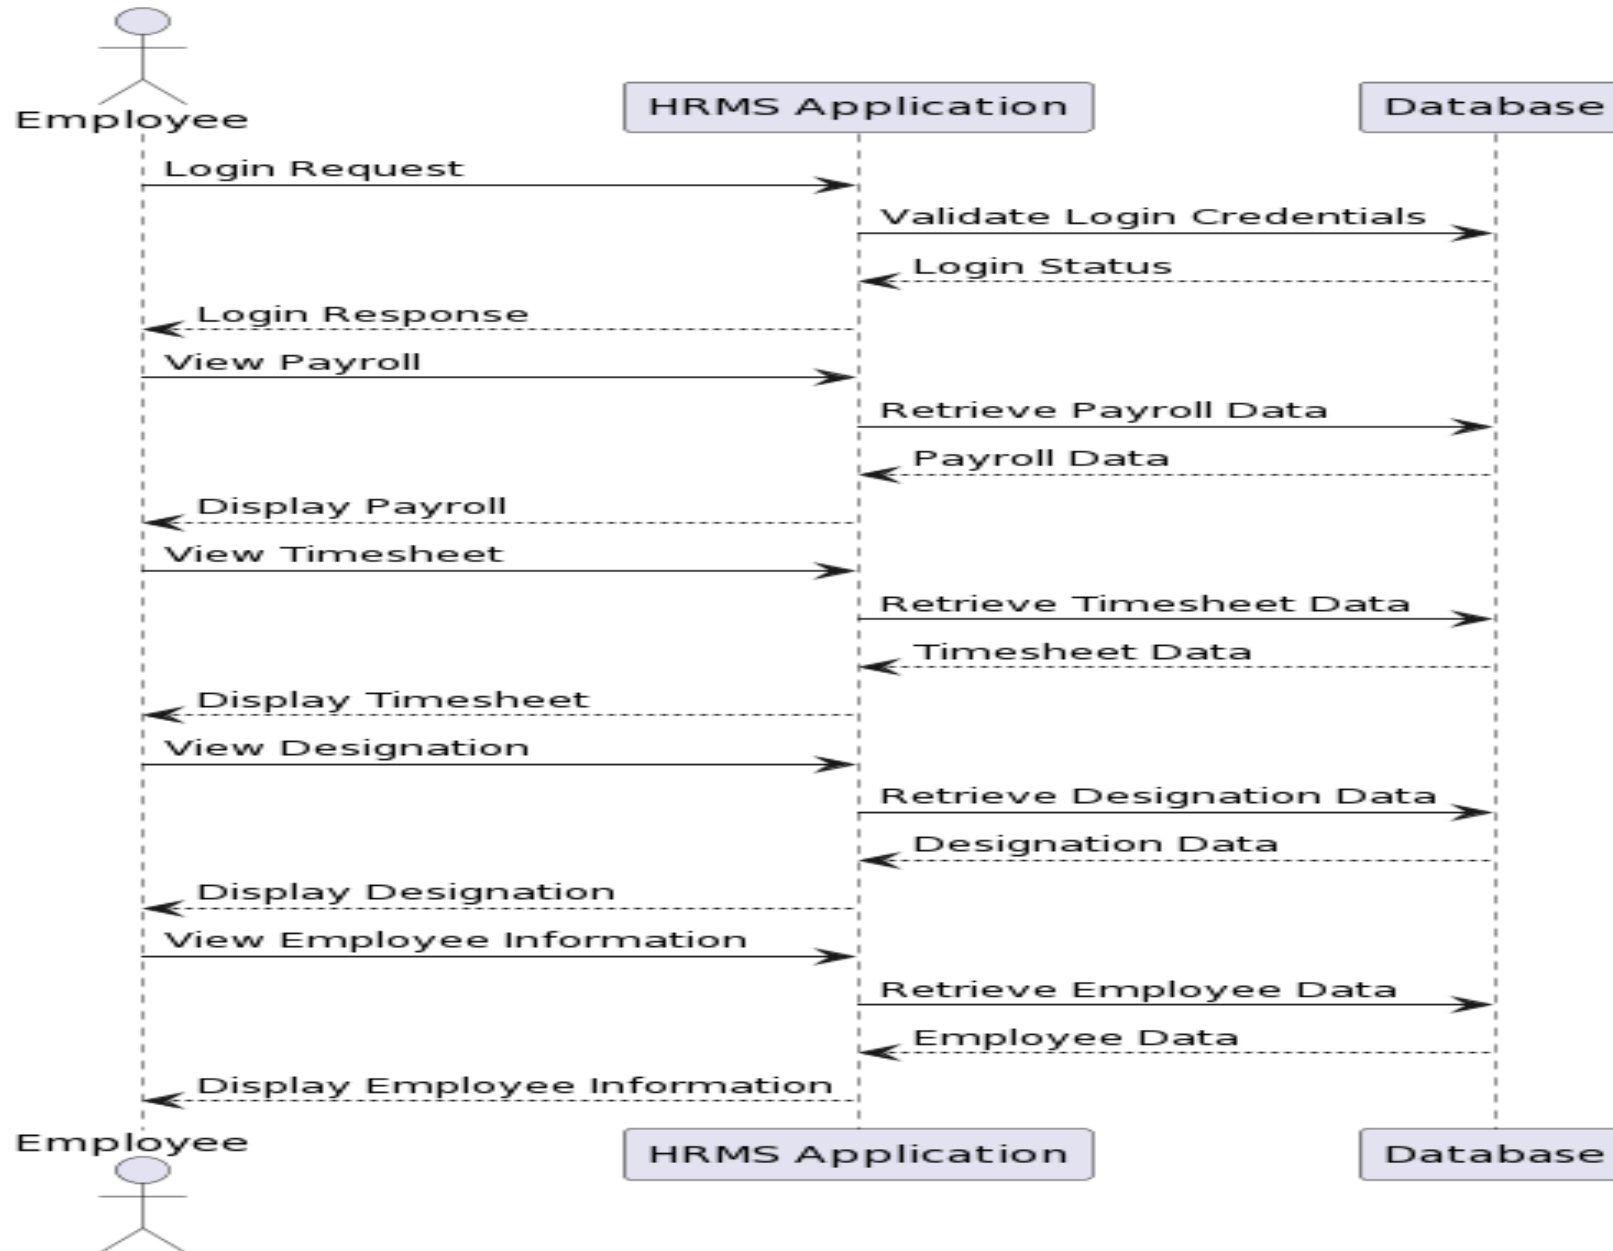 Employee
HRMS Application
Database
Login Request
Validate Login Credentials
Login Status
Login Response
View Payroll
Retrieve Payroll Data
Payroll Data
Display Payroll
View Timesheet
Retrieve Timesheet Data
Timesheet Data
Display Timesheet
View Designation
Retrieve Designation Data
Designation Data
Display Designation
View Employee Information
Retrieve Employee Data
Employee Data
Display Employee Information
Employee
HRMS Application
Database